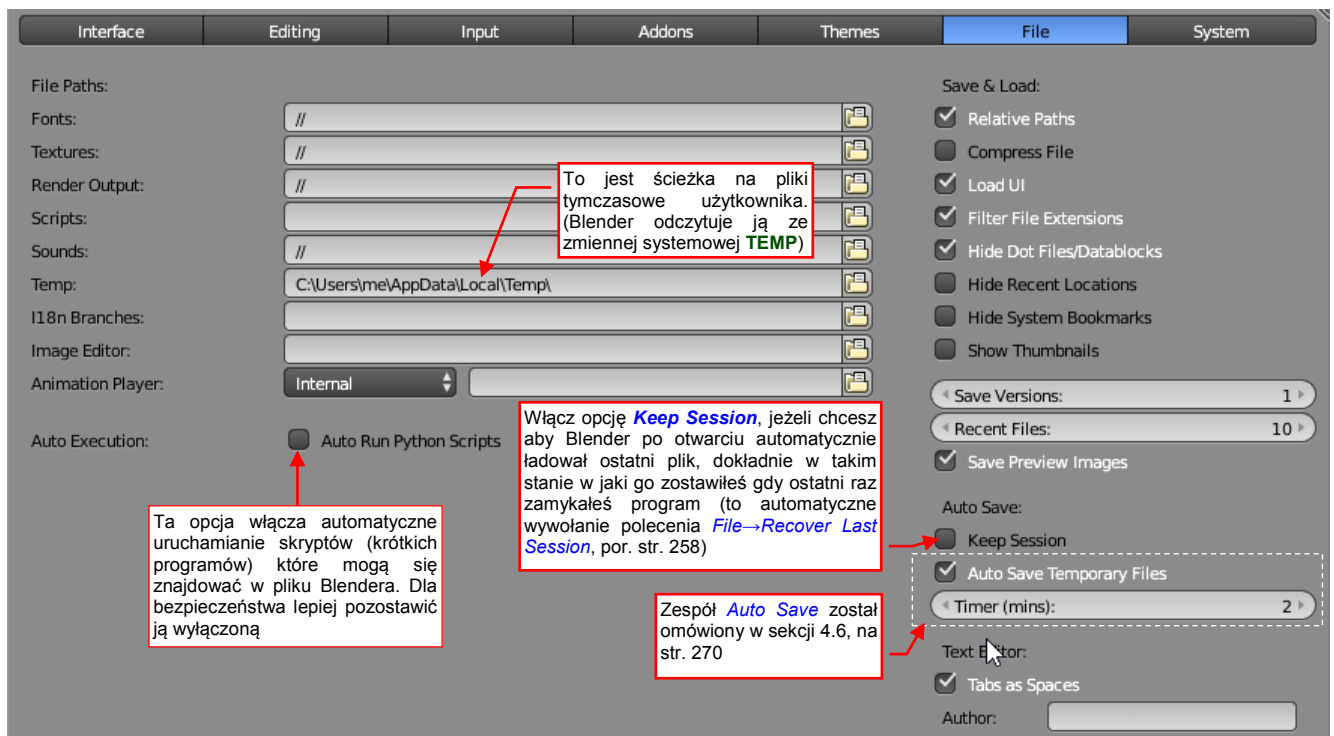 Interface Editing Input Addons Themes File System
File Paths:
Fonts: //
Textures: //
Render Output: //
Scripts:
Sounds: //
Temp: C:\Users\me\AppData\Local\Temp\
I18n Branches:
Image Editor:
Animation Player: Internal
Auto Execution: Auto Run Python Scripts
To jest ścieżka na pliki
tymczasowe użytkownika.
(Blender odczytuje ją ze
zmiennej systemowej TEMP)
Włącz opcję Keep Session, jeżeli chcesz
aby Blender po otwarciu automatycznie
ładował ostatni plik, dokładnie w takim
stanie w jaki go zostawiłeś gdy ostatni raz
zamykałeś program (to automatyczne
wywołanie polecenia File→Recover Last
Session, por. str. 258)
Ta opcja włącza automatyczne
uruchamianie skryptów (krótkich
programów) które mogą się
znajdować w pliku Blendera. Dla
bezpieczeństwa lepiej pozostawić
ją wyłączoną
Zespół Auto Save został
omówiony w sekcji 4.6, na
str. 270
Save & Load:
Relative Paths
Compress File
Load UI
Filter File Extensions
Hide Dot Files/Datablocks
Hide Recent Locations
Hide System Bookmarks
Show Thumbnails
Save Versions: 1
Recent Files: 10
Save Preview Images
Auto Save:
Keep Session
Auto Save Temporary Files
Timer (mins): 2
Text Editor:
Tabs as Spaces
Author: